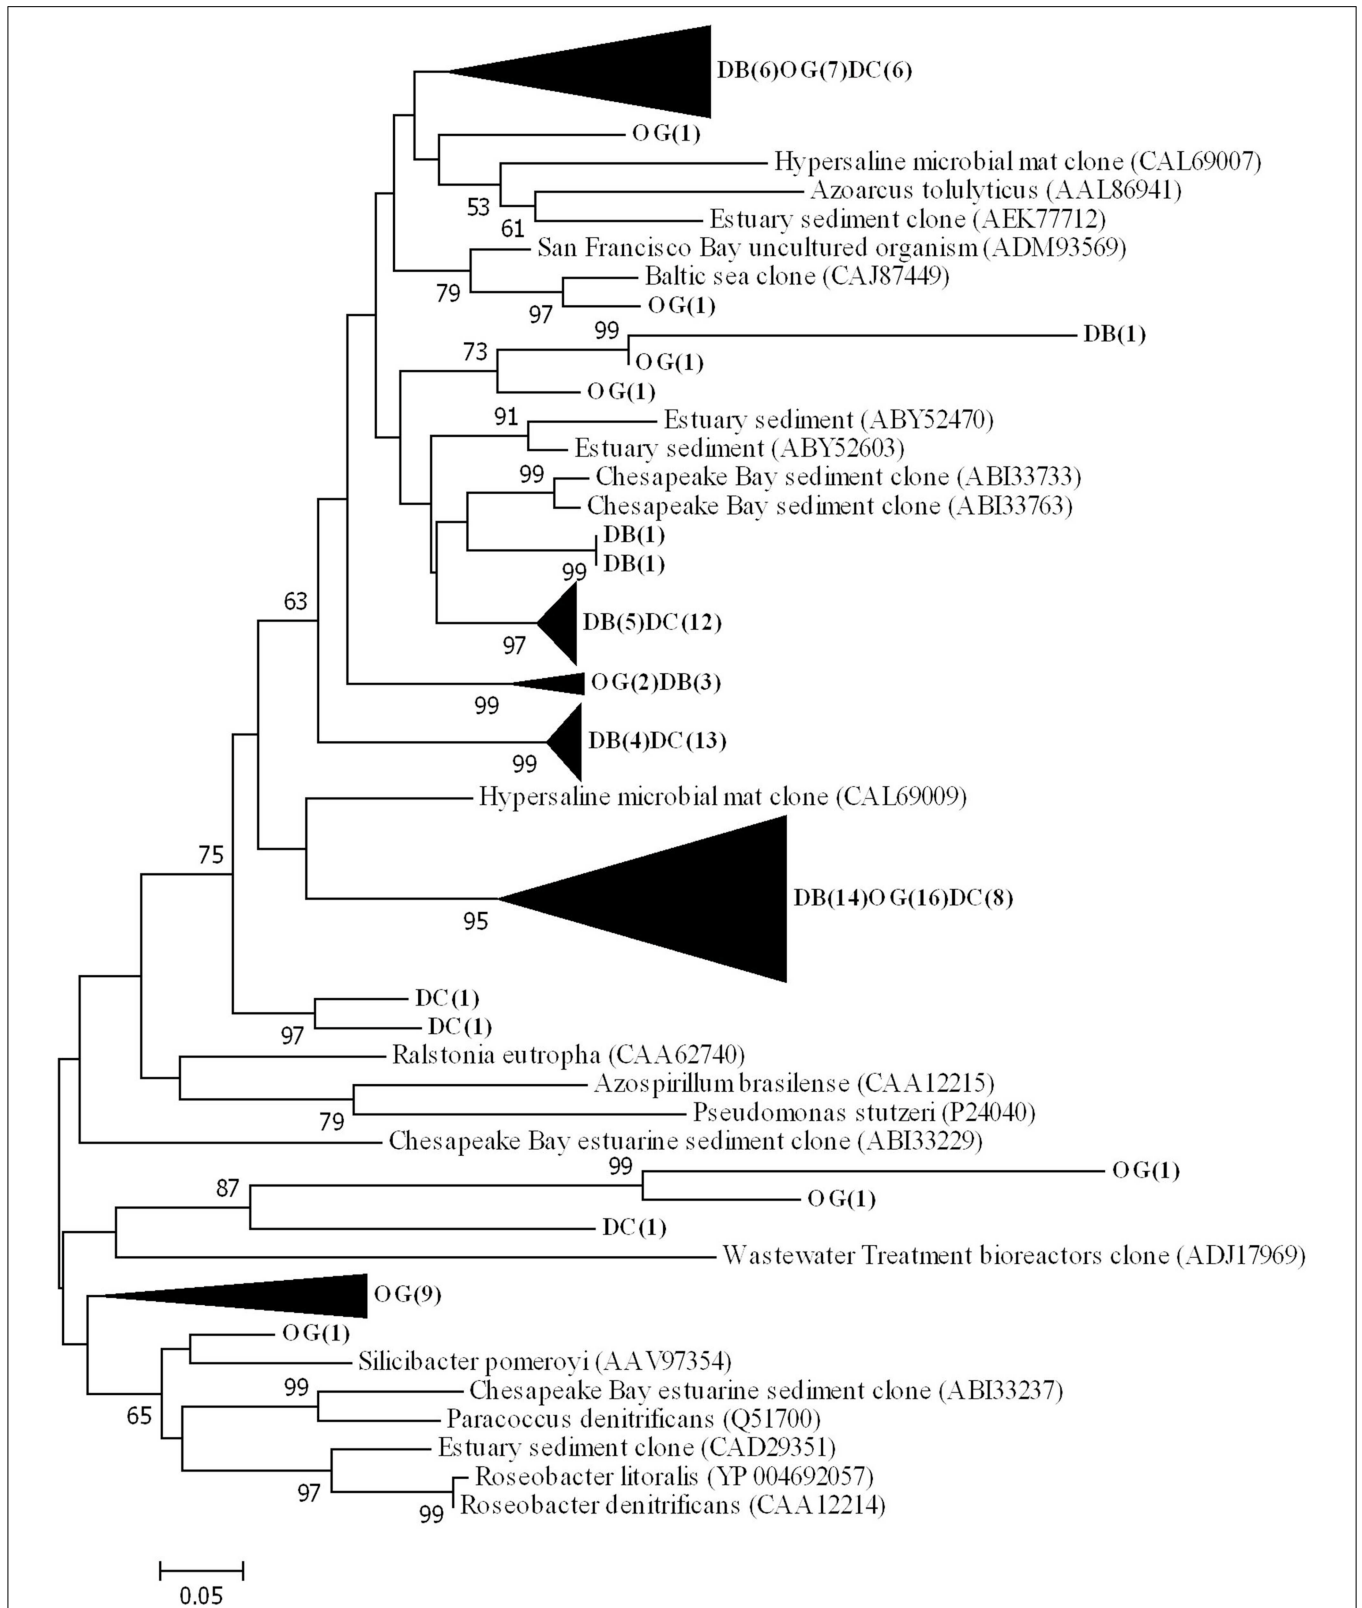 DB(6)OG(7)DC(6)
OG(1)
Hypersaline microbial mat clone (CAL69007)
Azoarcus tolulyticus (AAL86941)
53
Estuary sediment clone (AEK77712)
61
San Francisco Bay uncultured organism (ADM93569)
Baltic sea clone (CAJ87449)
79
OG(1)
97
99
DB(1)
73
OG(1)
OG(1)
91
Estuary sediment (ABY52470)
Estuary sediment (ABY52603)
99
Chesapeake Bay sediment clone (ABI33733)
Chesapeake Bay sediment clone (ABI33763)
DB(1)
DB(1)
99
63
DB(5)DC(12)
97
OG(2)DB(3)
99
DB(4)DC(13)
99
Hypersaline microbial mat clone (CAL69009)
75
DB(14)OG(16)DC(8)
95
DC(1)
DC(1)
97
Ralstonia eutropha (CAA62740)
Azospirillum brasilense (CAA12215)
Pseudomonas stutzeri (P24040)
79
Chesapeake Bay estuarine sediment clone (ABI33229)
99
OG(1)
87
OG(1)
DC(1)
Wastewater Treatment bioreactors clone (ADJ17969)
OG(9)
OG(1)
Silicibacter pomeroyi (AAV97354)
99
Chesapeake Bay estuarine sediment clone (ABI33237)
65
Paracoccus denitrificans (Q51700)
Estuary sediment clone (CAD29351)
Roseobacter litoralis (YP 004692057)
97
Roseobacter denitrificans (CAA12214)
99
0.05